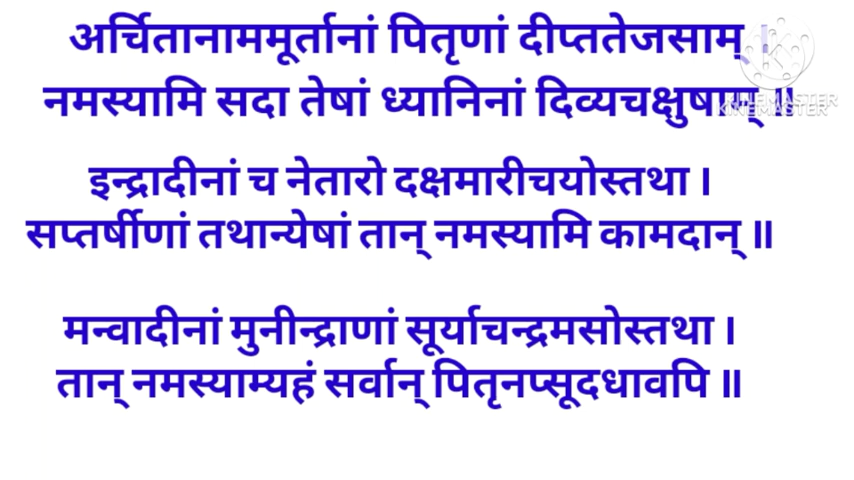 अर्चितानाममूर्तानां पितृणां दीप्ततेजसाम् ।
नमस्यामि सदा तेषां ध्यानिनां दिव्यचक्षुषाम् ॥
KINEMASTER
इन्द्रादीनां च नेतारो दक्षमारीचयोस्तथा ।
सप्तर्षीणां तथान्येषां तान् नमस्यामि कामदान् ॥
मन्वादीनां मुनीन्द्राणां सूर्याचन्द्रमसोस्तथा ।
तान् नमस्याम्यहं सर्वान् पितृनप्सूदधावपि ॥